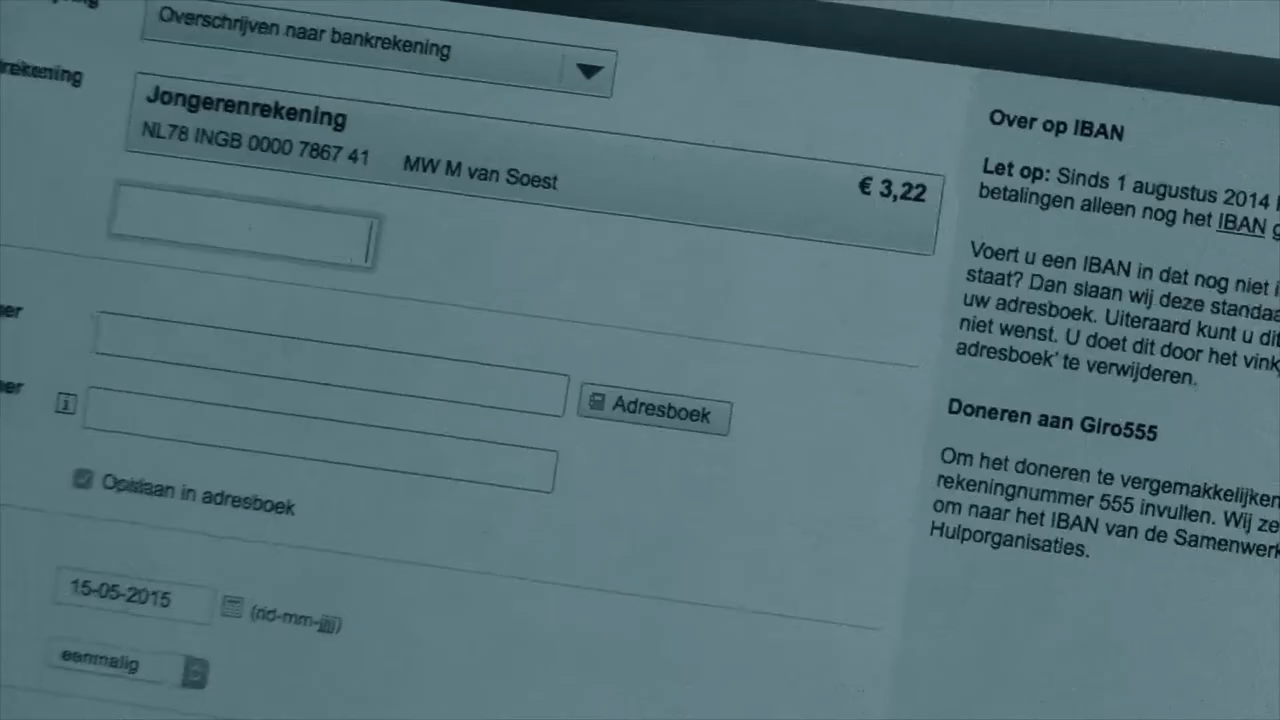 Overschrijven naar bankrekening
rekening
Jongerenrekening
NL78 INGB 0000 7867 41 MW M van Soest € 3,22
Adresboek
Opslaan in adresboek
15-05-2015
(dd-mm-jjjj)
eenmalig
Over op IBAN
Let op: Sinds 1 augustus 2014
betalingen alleen nog het IBAN
Voert u een IBAN in dat nog niet
staat? Dan slaan wij deze
uw adresboek. Uiteraard kunt u dit
niet wenst. U doet dit door het
adresboek' te verwijderen.
Doneren aan Giro555
Om het doneren te vergemakkelijken
rekeningnummer 555 invullen. Wij
om naar het IBAN van de
Hulporganisaties.